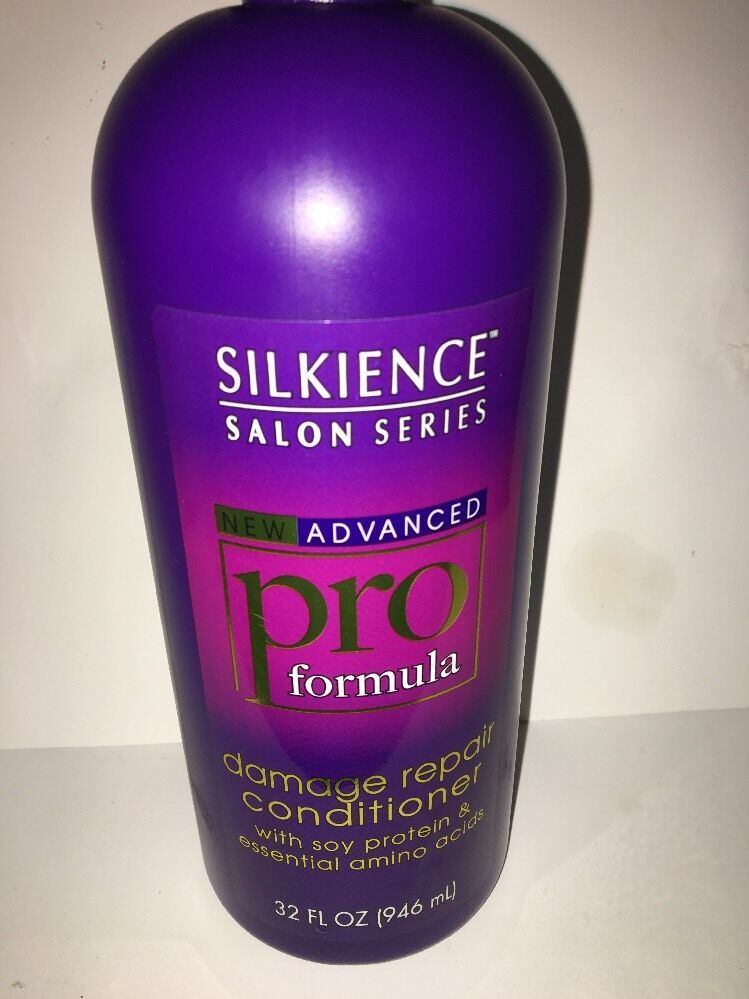 SILKIENCE™
SALON SERIES
NEW ADVANCED
pro
formula
damage repair
conditioner
with soy protein &
essential amino acids
32 FL OZ (946 mL)